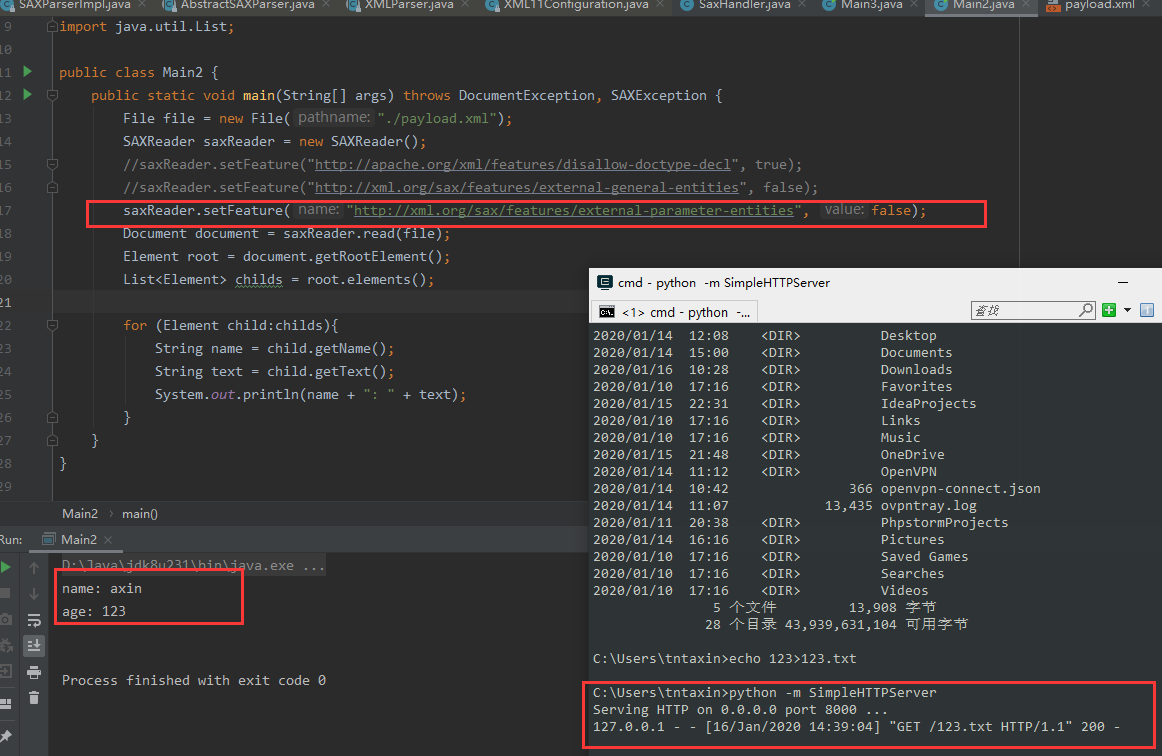 SAXParserImpl.java AbstractSAXParser.java XMLParser.java XML11Configuration.java SaxHandler.java Main3.java Main2.java payload.xml
9 import java.util.List;
10
11 public class Main2 {
12 public static void main(String[] args) throws DocumentException, SAXException {
13 File file = new File( pathname: "./payload.xml");
14 SAXReader saxReader = new SAXReader();
15 //saxReader.setFeature("http://apache.org/xml/features/disallow-doctype-decl", true);
16 //saxReader.setFeature("http://xml.org/sax/features/external-general-entities", false);
17 saxReader.setFeature( name: "http://xml.org/sax/features/external-parameter-entities", value: false);
18 Document document = saxReader.read(file);
19 Element root = document.getRootElement();
20 List<Element> childs = root.elements();
21
22 for (Element child:childs){
23 String name = child.getName();
24 String text = child.getText();
25 System.out.println(name + ": " + text);
26 }
27 }
28 }
29
Main2 main()
Run: Main2
D:\Java\jdk8u231\bin\java.exe ...
name: axin
age: 123
Process finished with exit code 0
cmd - python -m SimpleHTTPServer
<1> cmd - python -...
查找
2020/01/14 12:08 <DIR> Desktop
2020/01/14 15:00 <DIR> Documents
2020/01/16 10:28 <DIR> Downloads
2020/01/10 17:16 <DIR> Favorites
2020/01/15 22:31 <DIR> IdeaProjects
2020/01/10 17:16 <DIR> Links
2020/01/10 17:16 <DIR> Music
2020/01/15 21:48 <DIR> OneDrive
2020/01/14 11:12 <DIR> OpenVPN
2020/01/14 10:42 366 openvpn-connect.json
2020/01/14 11:07 13,435 ovpntray.log
2020/01/11 20:38 <DIR> PhpstormProjects
2020/01/14 16:16 <DIR> Pictures
2020/01/10 17:16 <DIR> Saved Games
2020/01/10 17:16 <DIR> Searches
2020/01/10 17:16 <DIR> Videos
5 个文件 13,908 字节
28 个目录 43,939,631,104 可用字节
C:\Users\tntaxin>echo 123>123.txt
C:\Users\tntaxin>python -m SimpleHTTPServer
Serving HTTP on 0.0.0.0 port 8000 ...
127.0.0.1 - - [16/Jan/2020 14:39:04] "GET /123.txt HTTP/1.1" 200 -